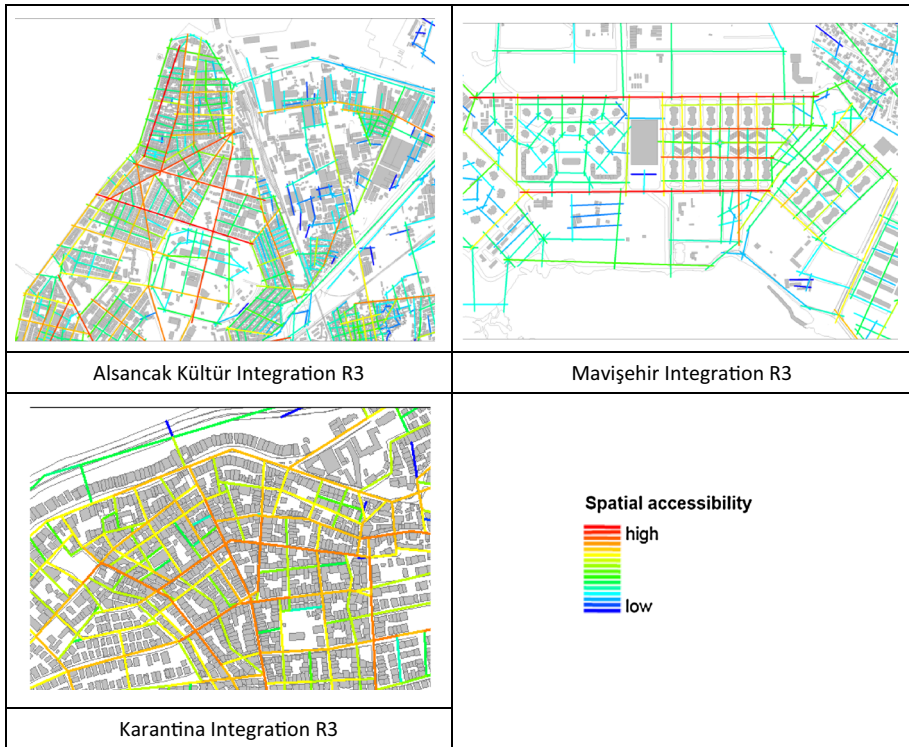 Alsancak Kültür Integration R3
Mavişehir Integration R3
Spatial accessibility
high
low
Karantina Integration R3